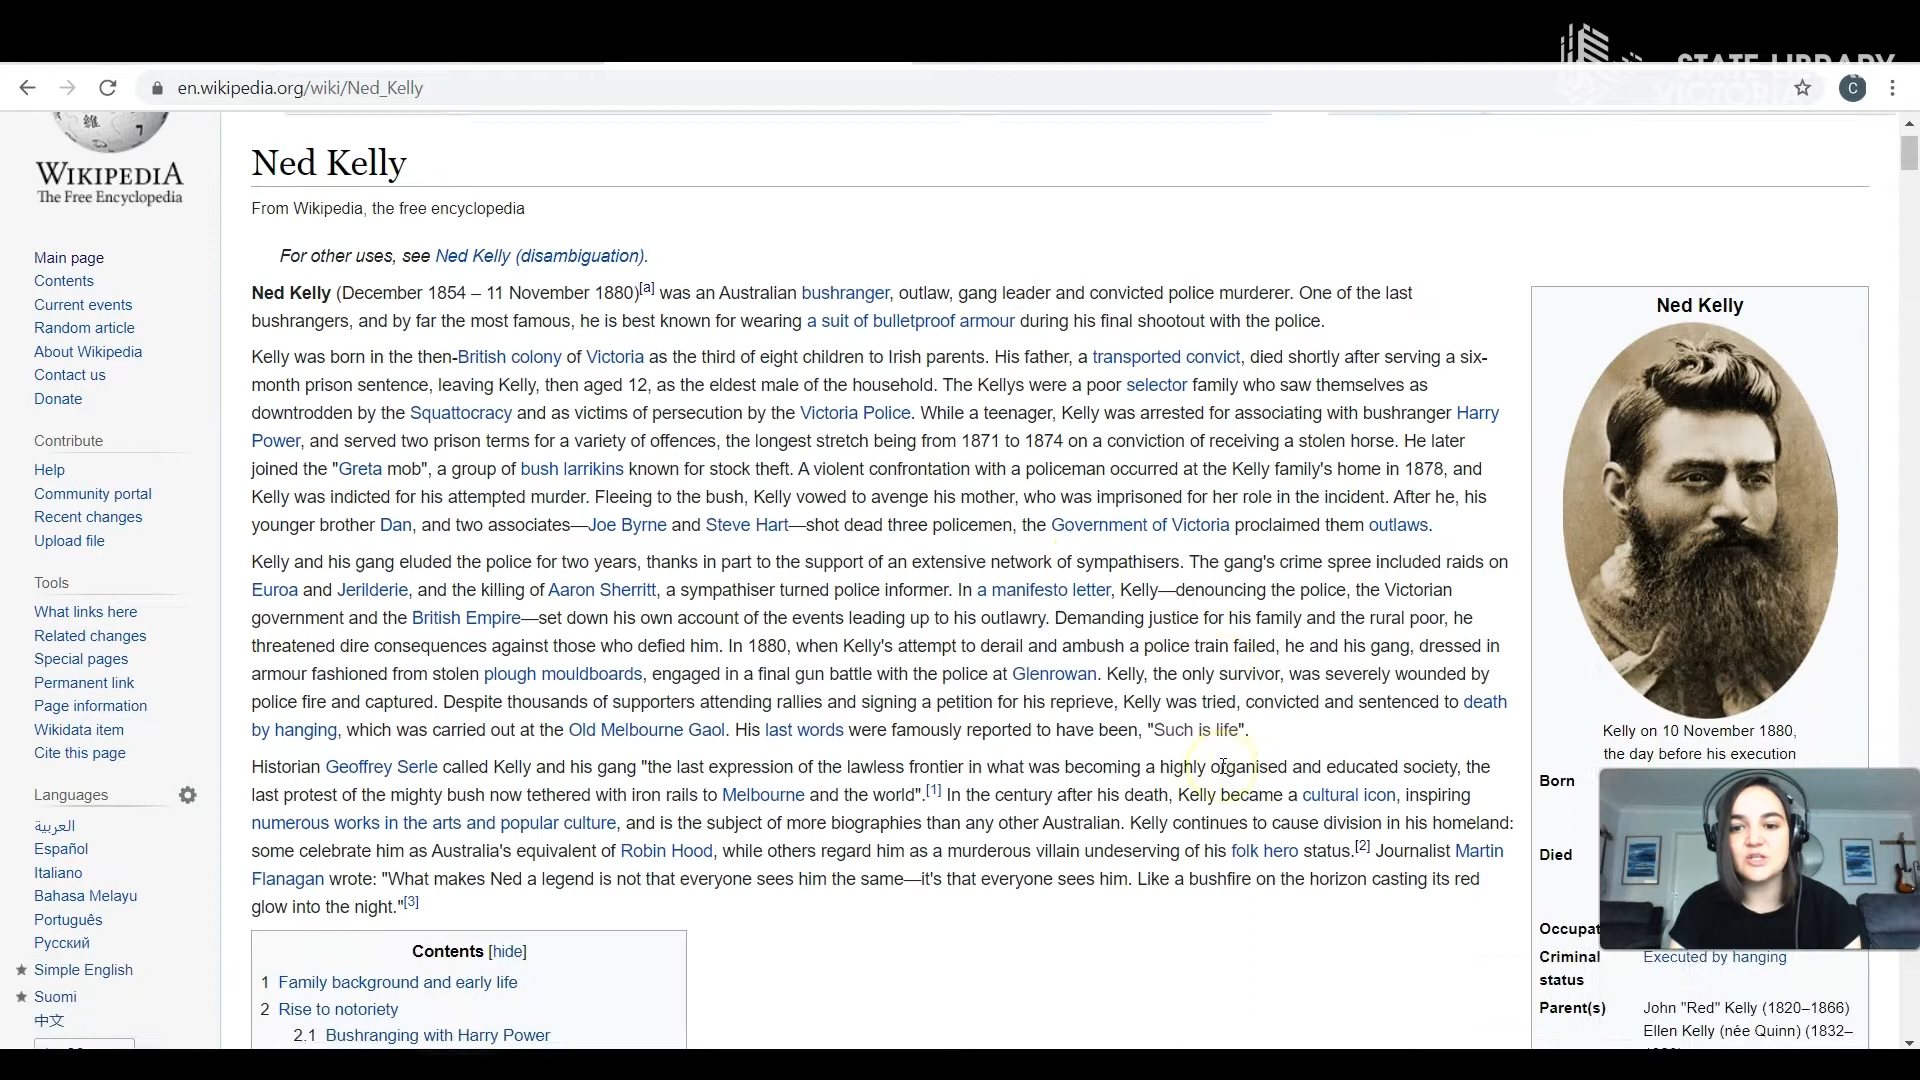 STATE LIBRARY
VICTORIA
en.wikipedia.org/wiki/Ned_Kelly
C
維
7
WIKIPEDIA
The Free Encyclopedia
Main page
Contents
Current events
Random article
About Wikipedia
Contact us
Donate
Contribute
Help
Community portal
Recent changes
Upload file
Tools
What links here
Related changes
Special pages
Permanent link
Page information
Wikidata item
Cite this page
Languages
العربية
Español
Italiano
Bahasa Melayu
Português
Русский
Simple English
Suomi
中文
Ned Kelly
From Wikipedia, the free encyclopedia
For other uses, see Ned Kelly (disambiguation).
Ned Kelly (December 1854 – 11 November 1880)[a] was an Australian bushranger, outlaw, gang leader and convicted police murderer. One of the last
bushrangers, and by far the most famous, he is best known for wearing a suit of bulletproof armour during his final shootout with the police.
Kelly was born in the then-British colony of Victoria as the third of eight children to Irish parents. His father, a transported convict, died shortly after serving a six-
month prison sentence, leaving Kelly, then aged 12, as the eldest male of the household. The Kellys were a poor selector family who saw themselves as
downtrodden by the Squattocracy and as victims of persecution by the Victoria Police. While a teenager, Kelly was arrested for associating with bushranger Harry
Power, and served two prison terms for a variety of offences, the longest stretch being from 1871 to 1874 on a conviction of receiving a stolen horse. He later
joined the "Greta mob", a group of bush larrikins known for stock theft. A violent confrontation with a policeman occurred at the Kelly family's home in 1878, and
Kelly was indicted for his attempted murder. Fleeing to the bush, Kelly vowed to avenge his mother, who was imprisoned for her role in the incident. After he, his
younger brother Dan, and two associates—Joe Byrne and Steve Hart—shot dead three policemen, the Government of Victoria proclaimed them outlaws.
Kelly and his gang eluded the police for two years, thanks in part to the support of an extensive network of sympathisers. The gang's crime spree included raids on
Euroa and Jerilderie, and the killing of Aaron Sherritt, a sympathiser turned police informer. In a manifesto letter, Kelly—denouncing the police, the Victorian
government and the British Empire—set down his own account of the events leading up to his outlawry. Demanding justice for his family and the rural poor, he
threatened dire consequences against those who defied him. In 1880, when Kelly's attempt to derail and ambush a police train failed, he and his gang, dressed in
armour fashioned from stolen plough mouldboards, engaged in a final gun battle with the police at Glenrowan. Kelly, the only survivor, was severely wounded by
police fire and captured. Despite thousands of supporters attending rallies and signing a petition for his reprieve, Kelly was tried, convicted and sentenced to death
by hanging, which was carried out at the Old Melbourne Gaol. His last words were famously reported to have been, "Such is life".
Historian Geoffrey Serle called Kelly and his gang "the last expression of the lawless frontier in what was becoming a highly organised and educated society, the
last protest of the mighty bush now tethered with iron rails to Melbourne and the world".[1] In the century after his death, Kelly became a cultural icon, inspiring
numerous works in the arts and popular culture, and is the subject of more biographies than any other Australian. Kelly continues to cause division in his homeland:
some celebrate him as Australia's equivalent of Robin Hood, while others regard him as a murderous villain undeserving of his folk hero status.[2] Journalist Martin
Flanagan wrote: "What makes Ned a legend is not that everyone sees him the same—it's that everyone sees him. Like a bushfire on the horizon casting its red
glow into the night."[3]
Contents [hide]
1 Family background and early life
2 Rise to notoriety
2.1 Bushranging with Harry Power
Ned Kelly
Kelly on 10 November 1880,
the day before his execution
Born
Died
Criminal
status
Executed by hanging
Parent(s)
John "Red" Kelly (1820–1866)
Ellen Kelly (née Quinn) (1832–